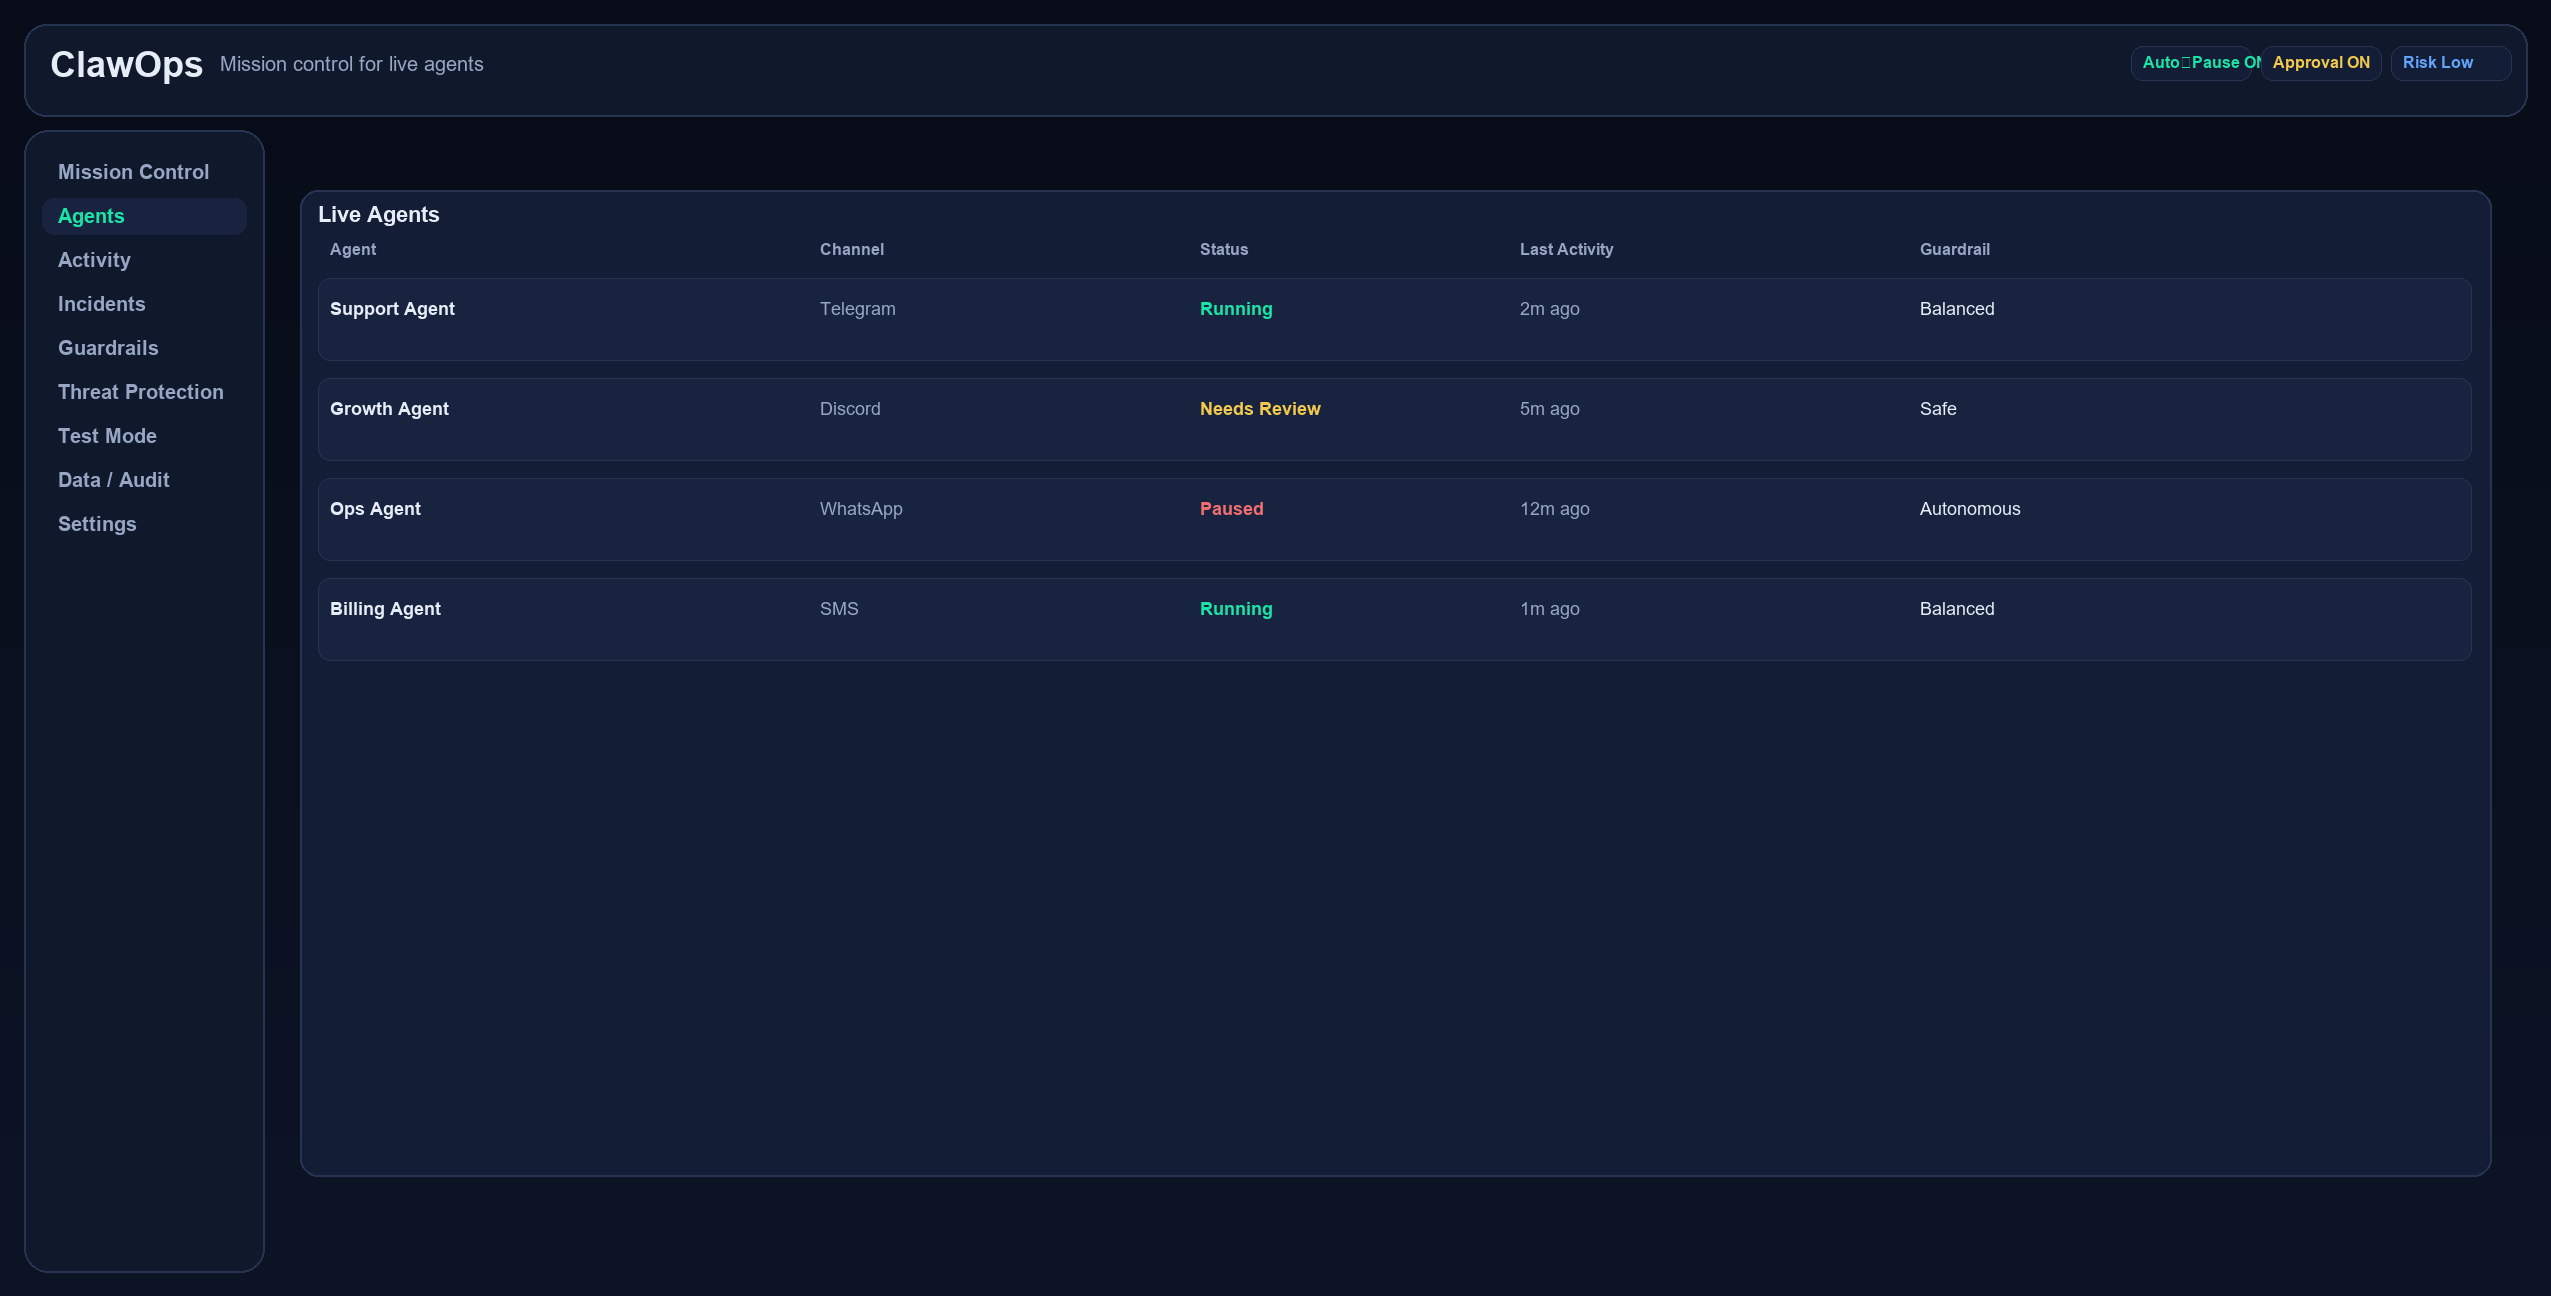 ClawOps Mission control for live agents Auto▯Pause ON Approval ON Risk Low
Mission Control
Agents
Activity
Incidents
Guardrails
Threat Protection
Test Mode
Data / Audit
Settings
Live Agents
Agent Channel Status Last Activity Guardrail
Support Agent Telegram Running 2m ago Balanced
Growth Agent Discord Needs Review 5m ago Safe
Ops Agent WhatsApp Paused 12m ago Autonomous
Billing Agent SMS Running 1m ago Balanced